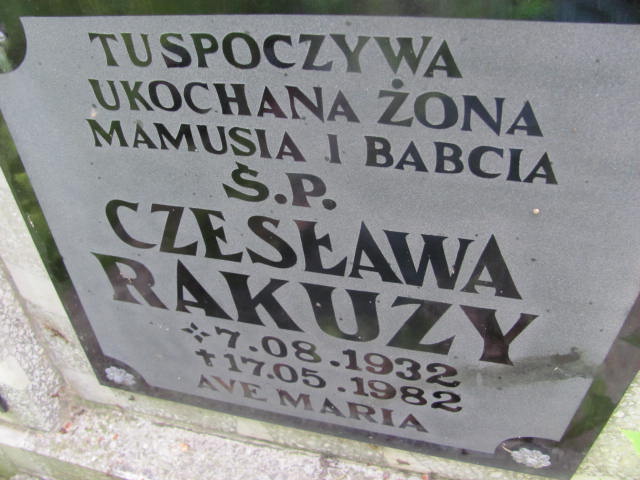 TU SPOCZYWA
UKOCHANA ŻONA
MAMUSIA I BABCIA
Ś.P.
CZESŁAWA
RAKUZY
7.08.1932
†17.05.1982
AVE MARIA